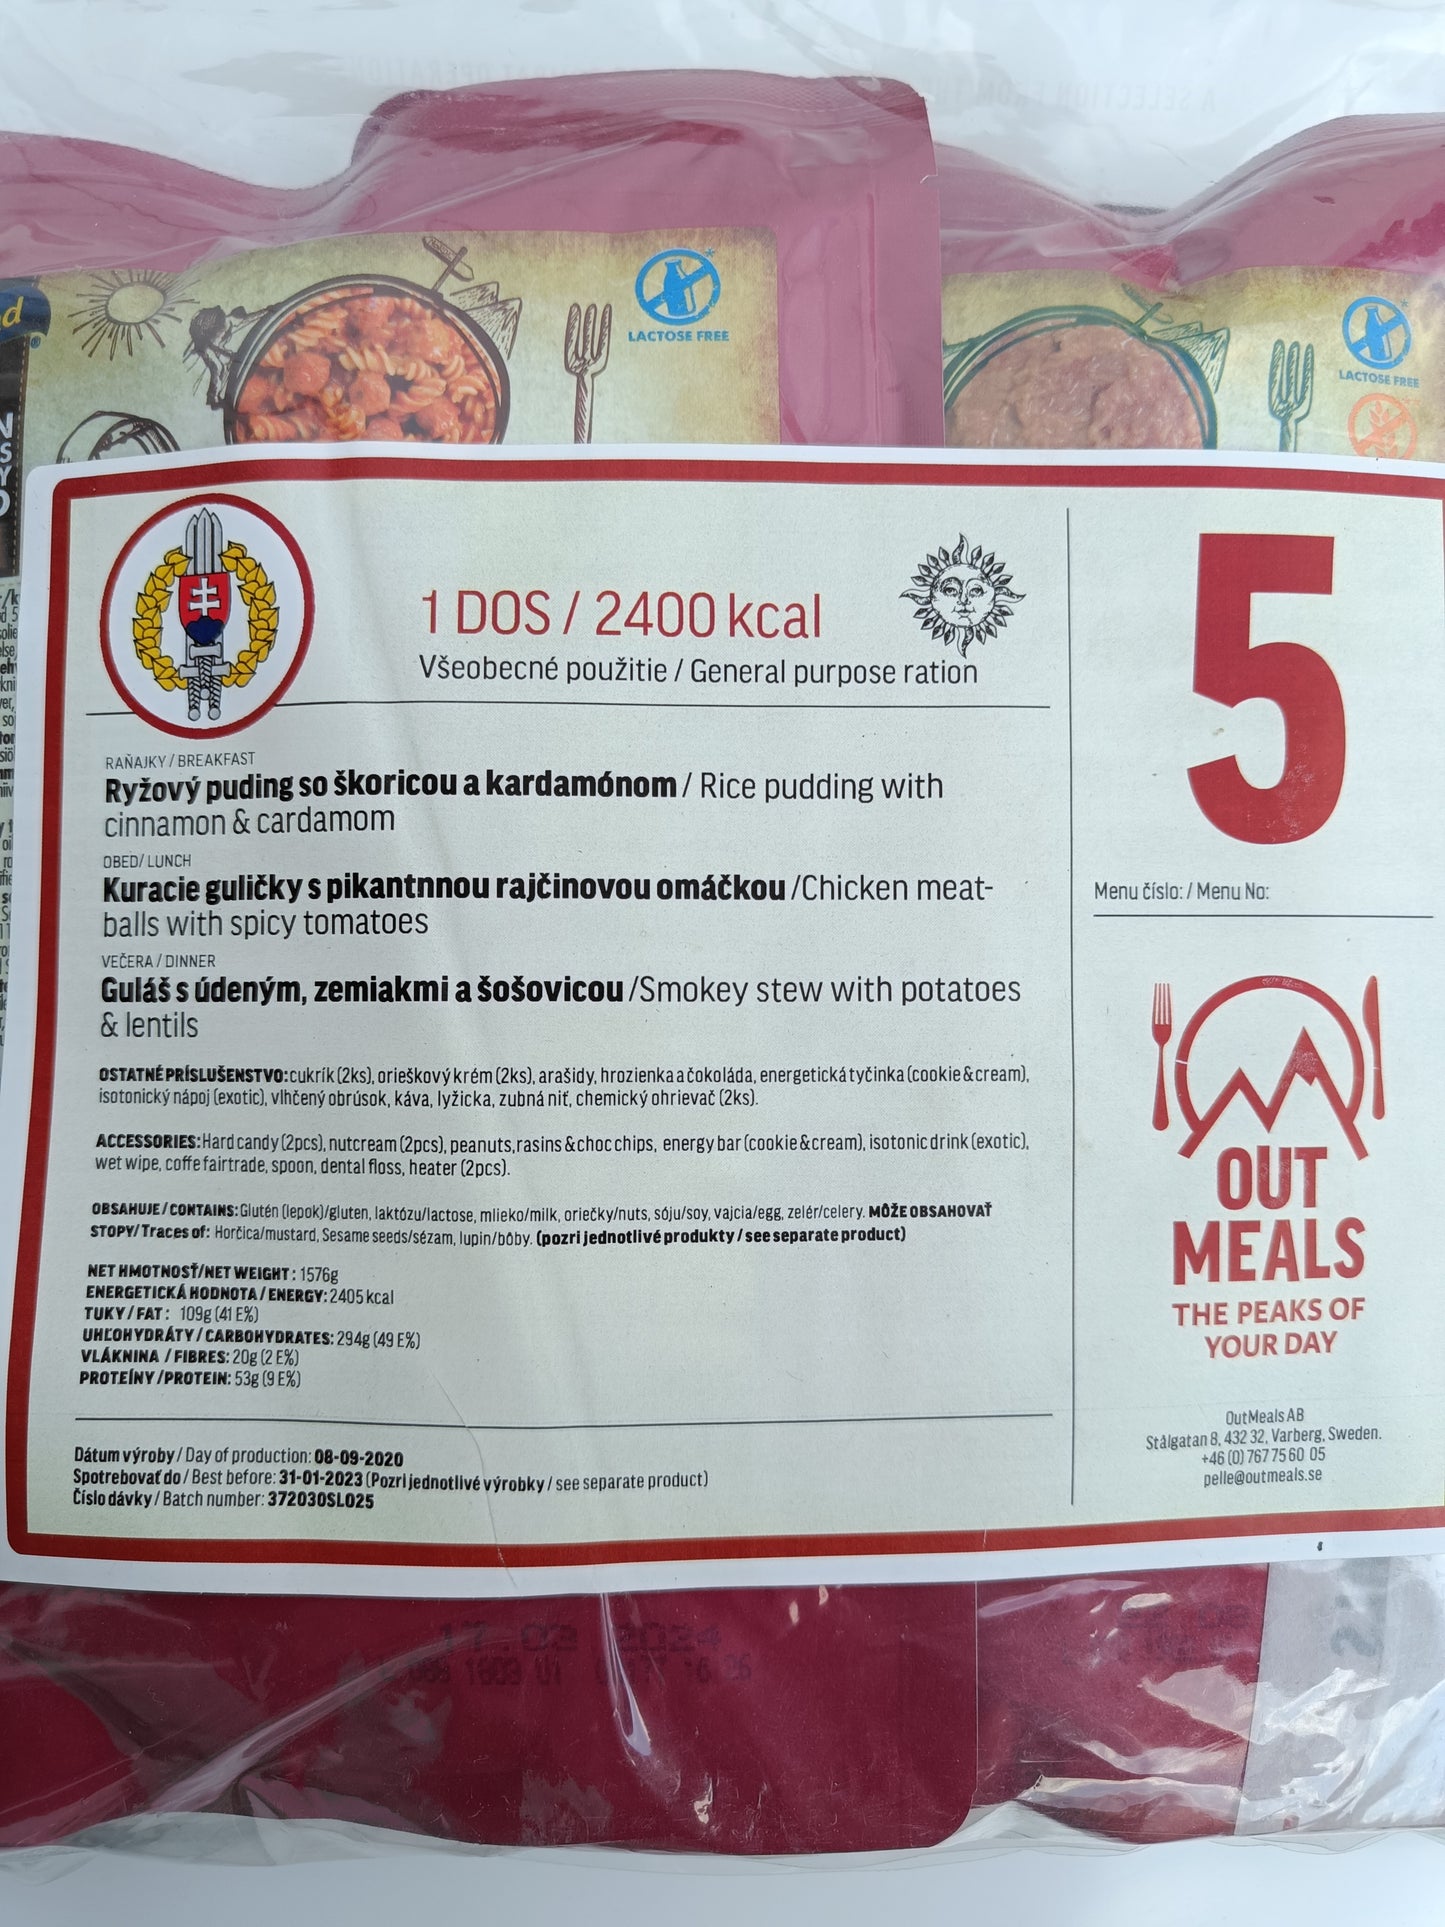 LACTOSE FREE
LACTOSE FREE
1 DOS / 2400 kcal
Všeobecné použitie / General purpose ration
RAŇAJKY / BREAKFAST
Ryžový puding so škoricou a kardamónom / Rice pudding with
cinnamon & cardamom
OBED/ LUNCH
Kuracie guličky s pikantnnou rajčinovou omáčkou /Chicken meat-
balls with spicy tomatoes
VEČERA / DINNER
Guláš s údeným, zemiakmi a šošovicou /Smokey stew with potatoes
& lentils
OSTATNÉ PRÍSLUŠENSTVO: cukrík (2ks), orieškový krém (2ks), arašidy, hrozienka a čokoláda, energetická tyčinka (cookie & cream),
isotonický nápoj (exotic), vlhčený obrúsok, káva, lyžicka, zubná niť, chemický ohrievač (2ks).
ACCESSORIES: Hard candy (2pcs), nutcream (2pcs), peanuts,rasins & choc chips, energy bar (cookie & cream), isotonic drink (exotic),
wet wipe, coffe fairtrade, spoon, dental floss, heater (2pcs).
OBSAHUJE / CONTAINS: Glutén (lepok)/gluten, laktózu/lactose, mlieko/milk, oriečky/nuts, sóju/soy, vajcia/egg, zelér/celery. MÔŽE OBSAHOVAŤ
STOPY/Traces of: Horčica/mustard, Sesame seeds/sézam, lupin/bôby. (pozri jednotlivé produkty / see separate product)
NET HMOTNOSŤ/NET WEIGHT : 1576g
ENERGETICKÁ HODNOTA / ENERGY: 2405 kcal
TUKY / FAT : 109g (41 E%)
UHĽOHYDRÁTY / CARBOHYDRATES: 294g (49 E%)
VLÁKNINA / FIBRES: 20g (2 E%)
PROTEÍNY /PROTEIN: 53g (9 E%)
Dátum výroby / Day of production: 08-09-2020
Spotrebovať do / Best before: 31-01-2023 (Pozri jednotlivé výrobky / see separate product)
Číslo dávky / Batch number: 372030SL025
5
Menu číslo: / Menu No:
OUT
MEALS
THE PEAKS OF
YOUR DAY
OutMeals AB
Stålgatan 8, 432 32, Varberg, Sweden.
+46 (0) 767 75 60 05
pelle@outmeals.se